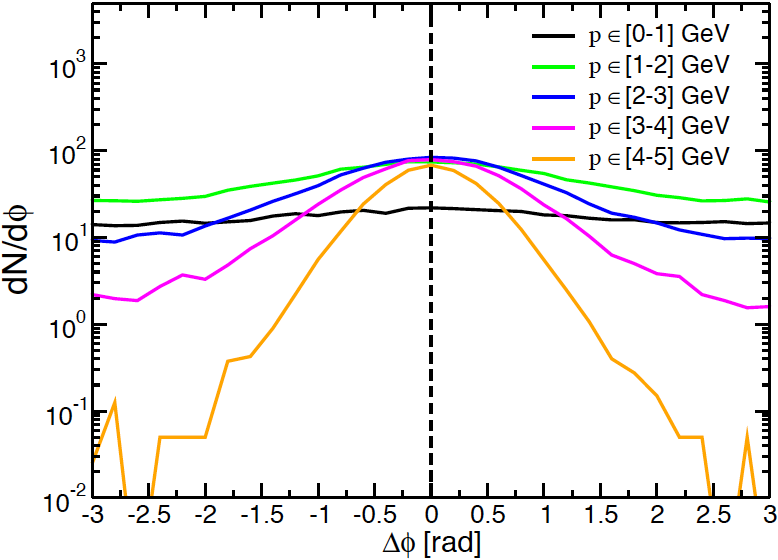 p ∈ [0-1] GeV
p ∈ [1-2] GeV
p ∈ [2-3] GeV
p ∈ [3-4] GeV
p ∈ [4-5] GeV
dN/dϕ
10³
10²
10¹
10⁰
10⁻¹
10⁻²
-3 -2.5 -2 -1.5 -1 -0.5 0 0.5 1 1.5 2 2.5 3
Δϕ [rad]